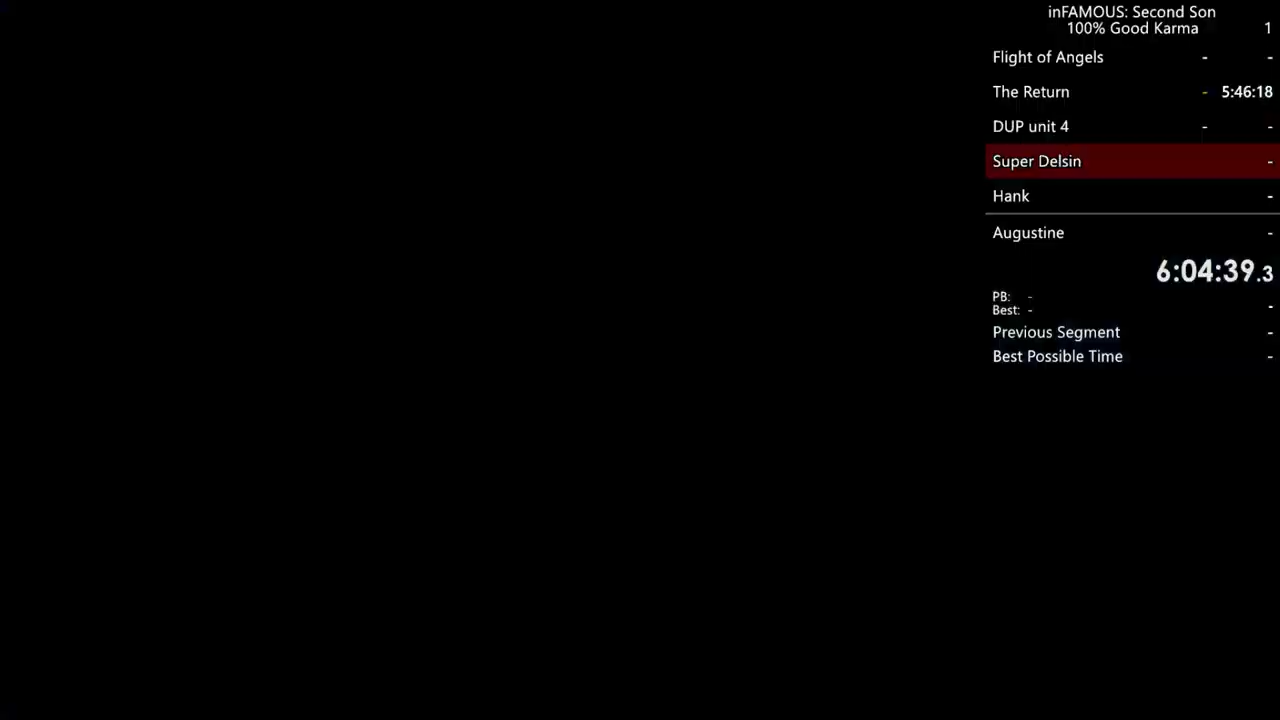 inFAMOUS: Second Son
100% Good Karma 1
Flight of Angels - -
The Return - 5:46:18
DUP unit 4 - -
Super Delsin -
Hank -
Augustine -
6:04:39.3
PB: -
Best: - -
Previous Segment -
Best Possible Time -